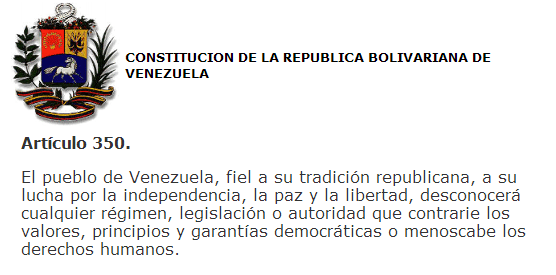 CONSTITUCION DE LA REPUBLICA BOLIVARIANA DE
VENEZUELA
Artículo 350.
El pueblo de Venezuela, fiel a su tradición republicana, a su
lucha por la independencia, la paz y la libertad, desconocerá
cualquier régimen, legislación o autoridad que contrarie los
valores, principios y garantías democráticas o menoscabe los
derechos humanos.